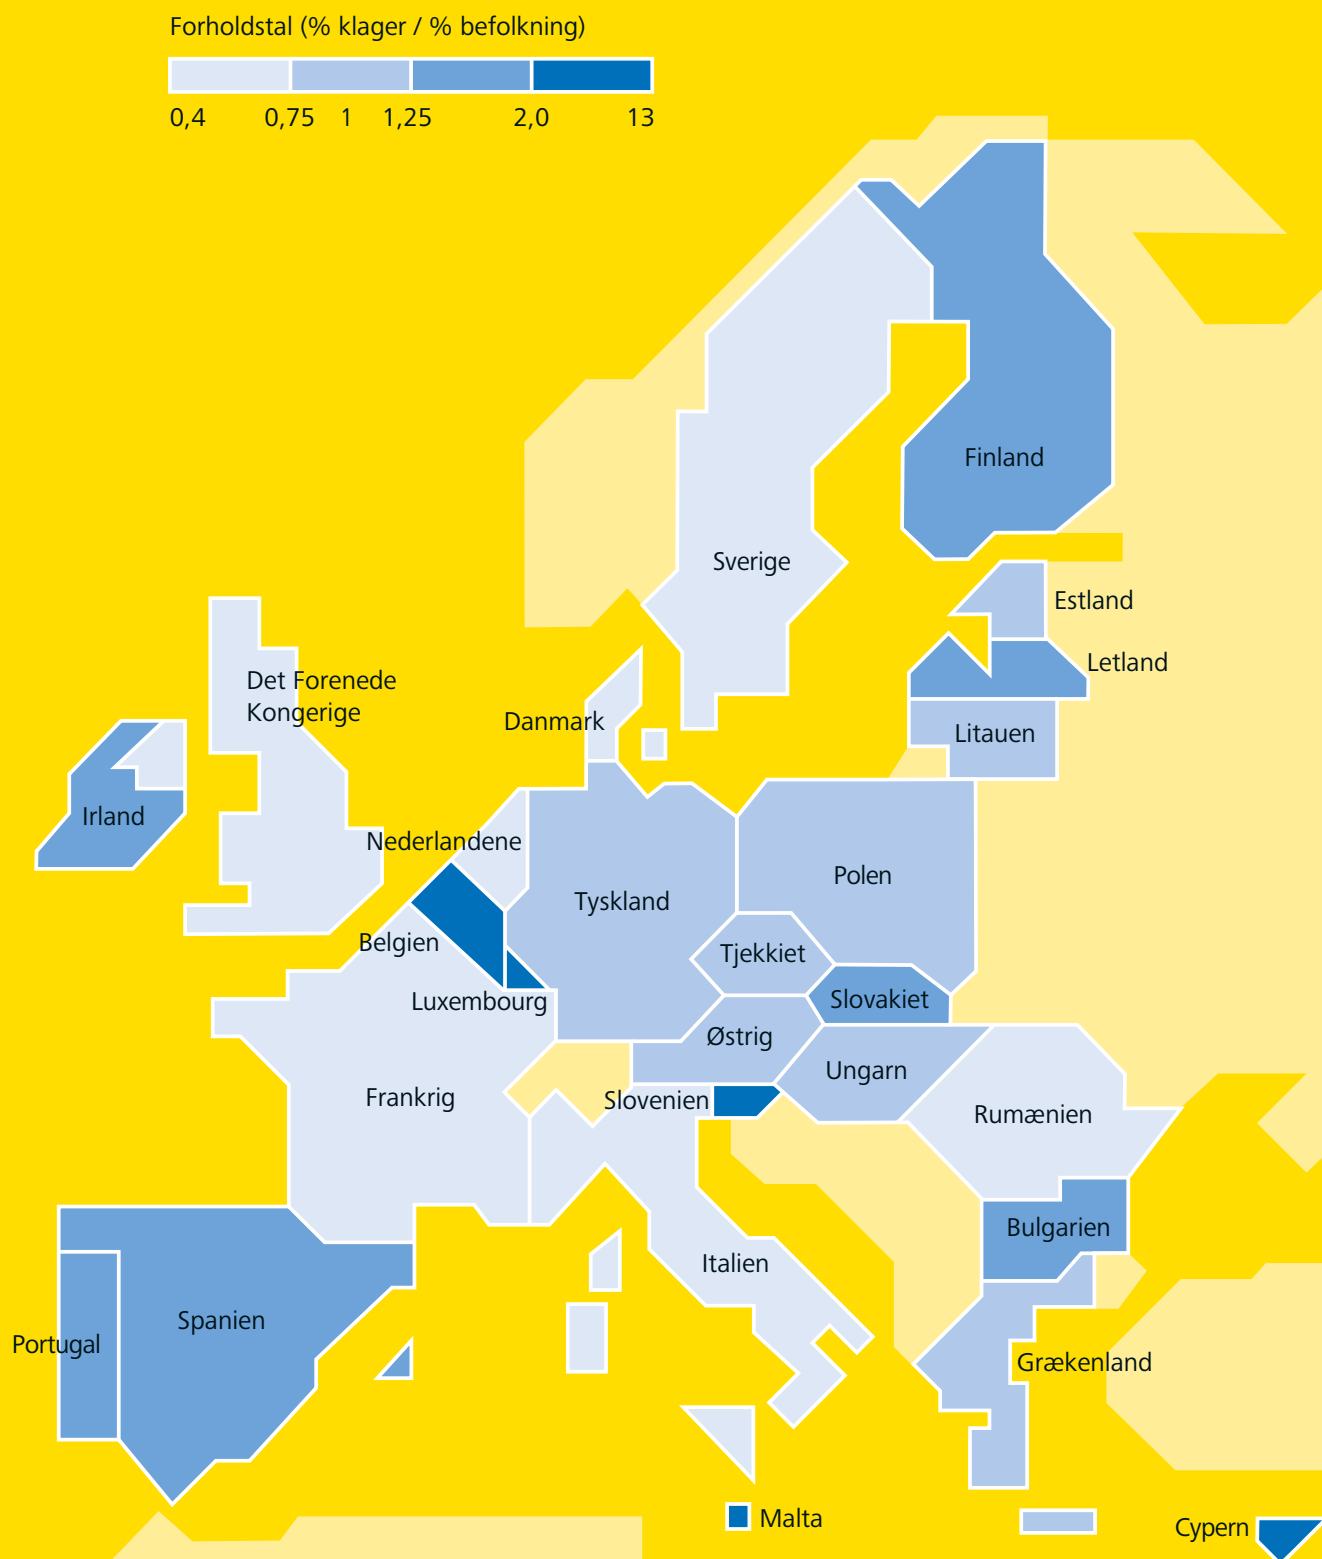 Forholdstal (% klager / % befolkning)
0,4 0,75 1 1,25 2,0 13
Finland
Sverige
Estland
Letland
Det Forenede
Kongerige
Danmark
Litauen
Irland
Nederlandene
Polen
Tyskland
Belgien
Tjekkiet
Luxembourg
Slovakiet
Østrig
Ungarn
Frankrig
Slovenien
Rumænien
Bulgarien
Italien
Spanien
Portugal
Grækenland
Malta
Cypern